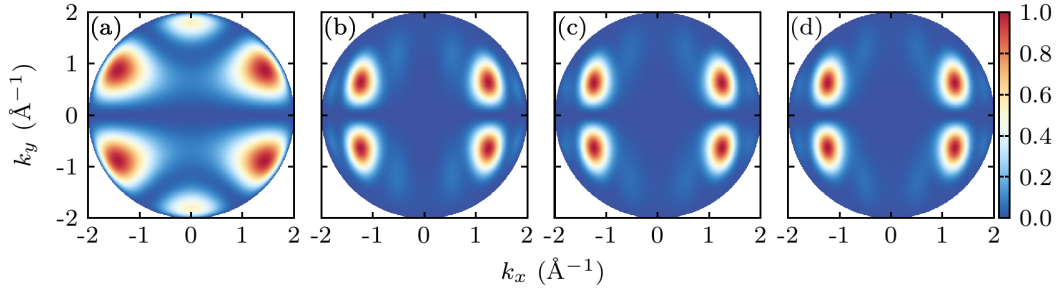 (a) (b) (c) (d)
2 1 0 -1 -2
k_y (Å⁻¹)
-2 -1 0 1 2 -2 -1 0 1 2 -2 -1 0 1 2 -2 -1 0 1 2
k_x (Å⁻¹)
1.0 0.8 0.6 0.4 0.2 0.0